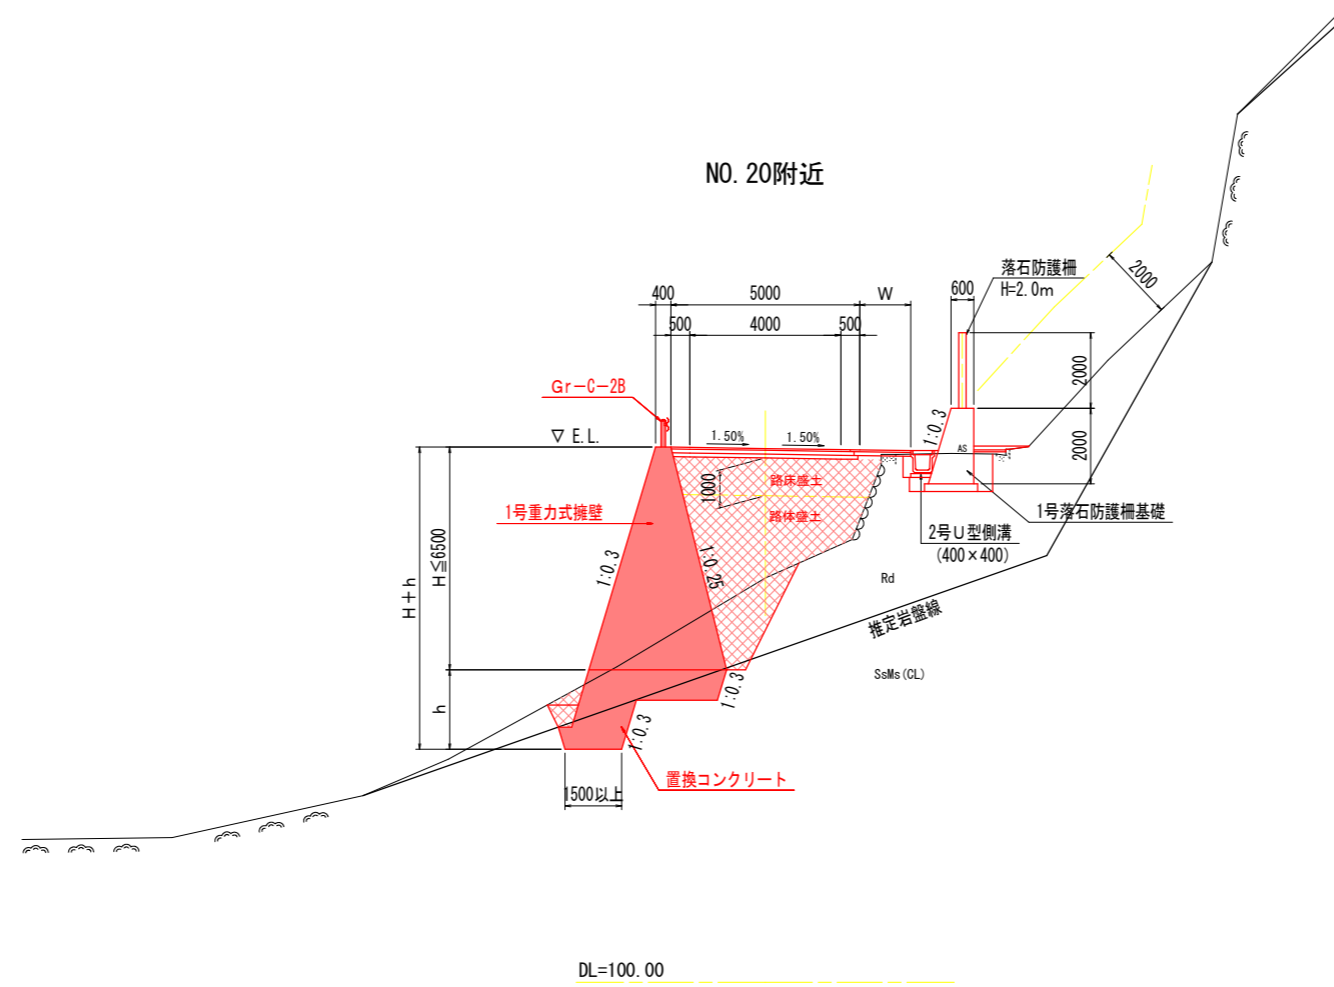 NO.20附近
落石防護柵
H=2.0m
2000
400
5000
W
600
500
4000
500
2000
Gr-C-2B
▽ E.L.
1.50%
1.50%
1:0.3
AS
2000
路床盛土
1000
1号重力式擁壁
路体盛土
1号落石防護柵基礎
2号U型側溝
(400×400)
H≦6500
H+h
1:0.3
1:0.25
Rd
推定岩盤線
SsMs(CL)
h
1:0.3
1:0.3
置換コンクリート
1500以上
DL=100.00